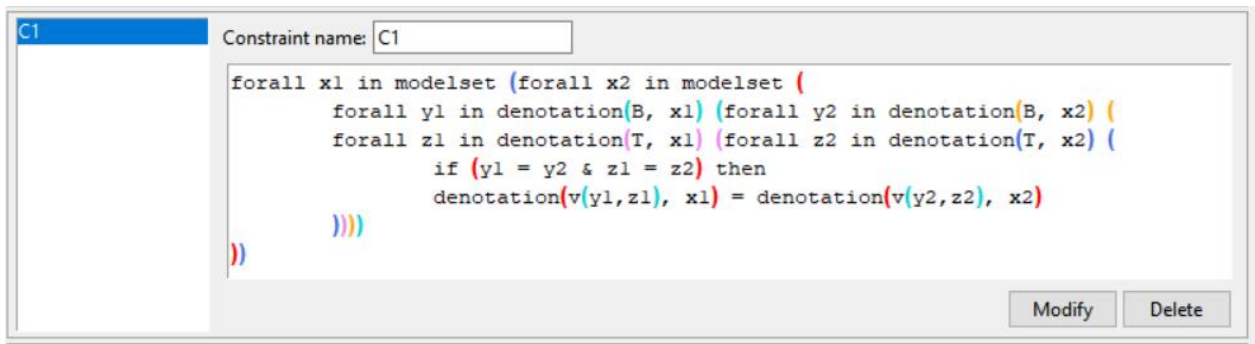 C1
Constraint name: C1
forall x1 in modelset (forall x2 in modelset (
forall y1 in denotation(B, x1) (forall y2 in denotation(B, x2) (
forall z1 in denotation(T, x1) (forall z2 in denotation(T, x2) (
if (y1 = y2 & z1 = z2) then
denotation(v(y1,z1), x1) = denotation(v(y2,z2), x2)
))))
))
Modify Delete